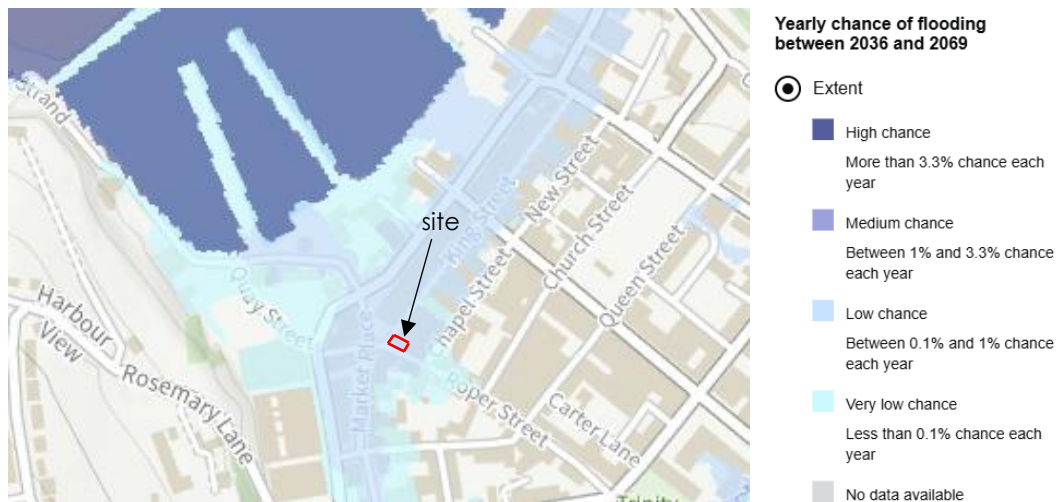 Strand
site
New Street
King Street
Church Street
Chapel Street
Queen Street
Quay Street
Harbour
View
Market Place
Rosemary Lane
Roper Street
Carter Lane
Trinity
Yearly chance of flooding
between 2036 and 2069
Extent
High chance
More than 3.3% chance each
year
Medium chance
Between 1% and 3.3% chance
each year
Low chance
Between 0.1% and 1% chance
each year
Very low chance
Less than 0.1% chance each
year
No data available